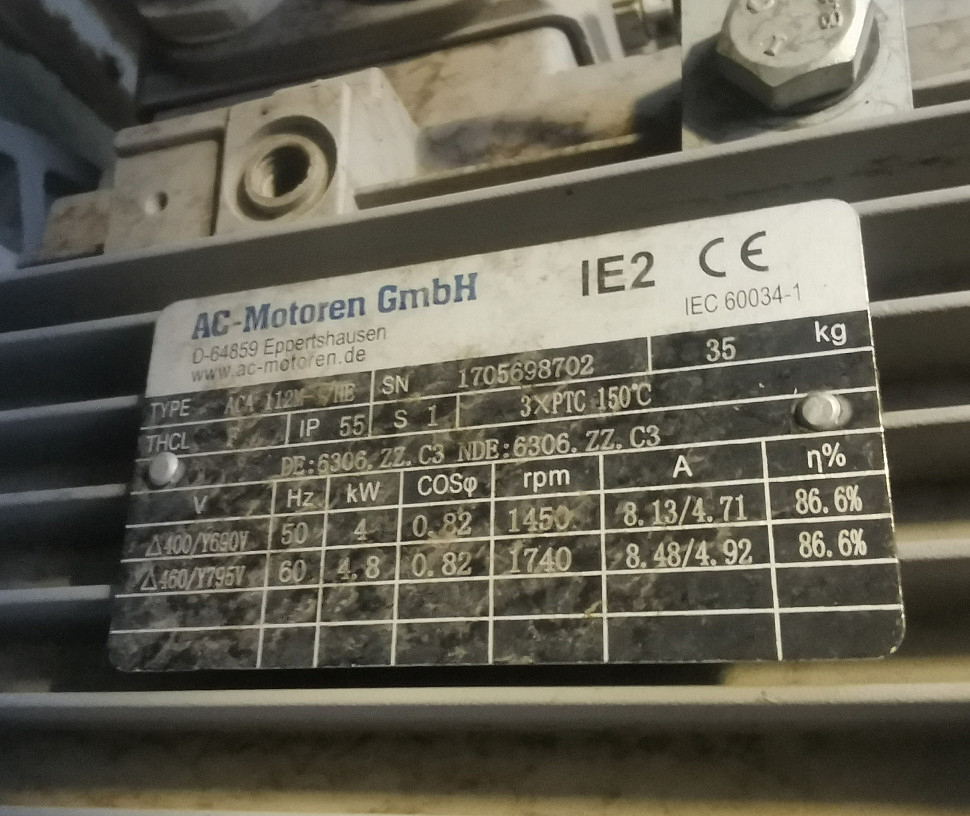 AC-Motoren GmbH IE2 CE
D-64859 Eppertshausen IEC 60034-1
www.ac-motoren.de
TYPE ACA 112M SN 1705698702 35 kg
THCL F IP 55 S 1 3×PTC 150℃
DE:6306.ZZ.C3 NDE:6306.ZZ.C3
V Hz kW COSφ rpm A η%
△400/Y690V 50 4 0.82 1450 8.13/4.71 86.6%
△460/Y795V 60 4.8 0.82 1740 8.48/4.92 86.6%